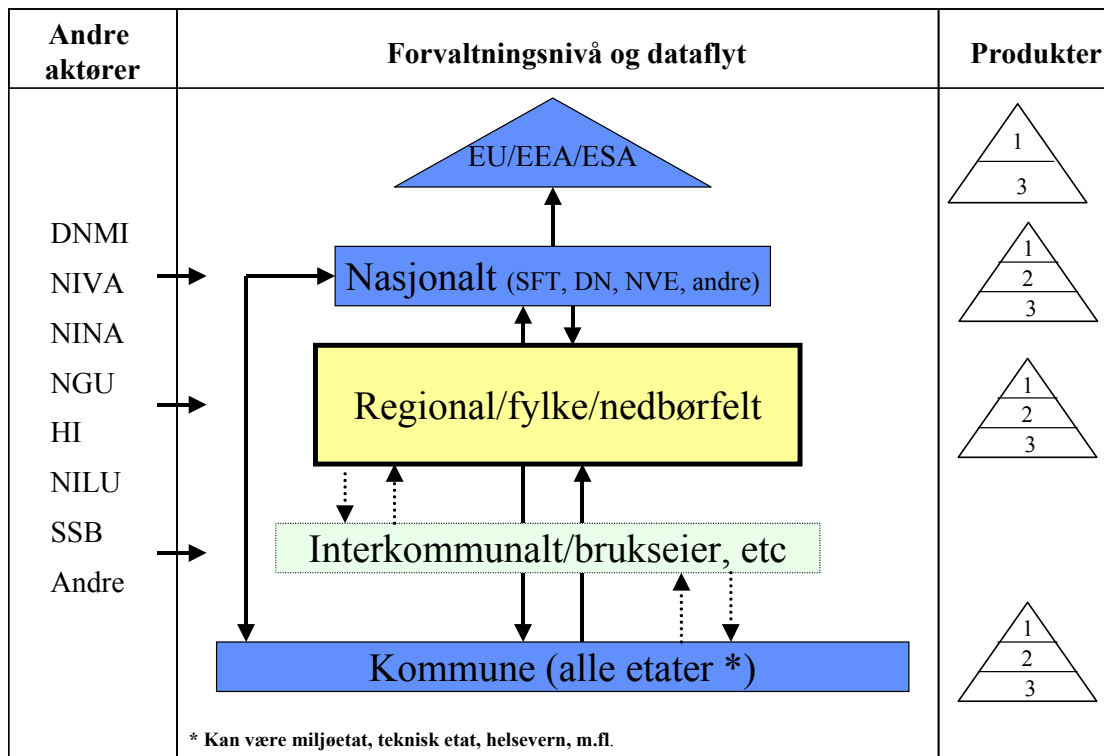 Andre
aktører
Forvaltningsnivå og dataflyt
Produkter
DNMI
NIVA
NINA
NGU
HI
NILU
SSB
Andre
EU/EEA/ESA
Nasjonalt (SFT, DN, NVE, andre)
Regional/fylke/nedbørfelt
Interkommunalt/brukseier, etc
Kommune (alle etater *)
* Kan være miljøetat, teknisk etat, helsevern, m.fl.
1
3
1
2
3
1
2
3
1
2
3